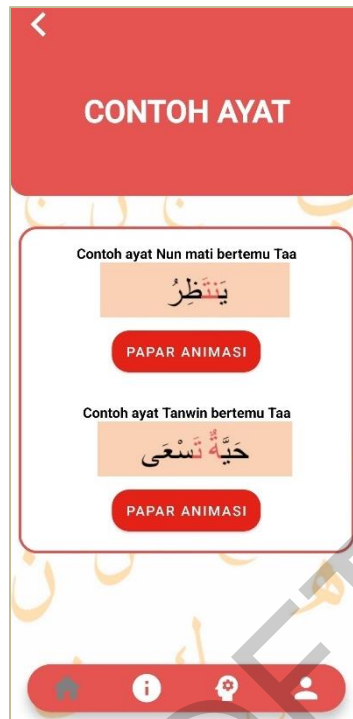 CONTOH AYAT
Contoh ayat Nun mati bertemu Taa
يَنتَظِرُ
PAPAR ANIMASI
Contoh ayat Tanwin bertemu Taa
حَيَّةٌ تَسْعَى
PAPAR ANIMASI